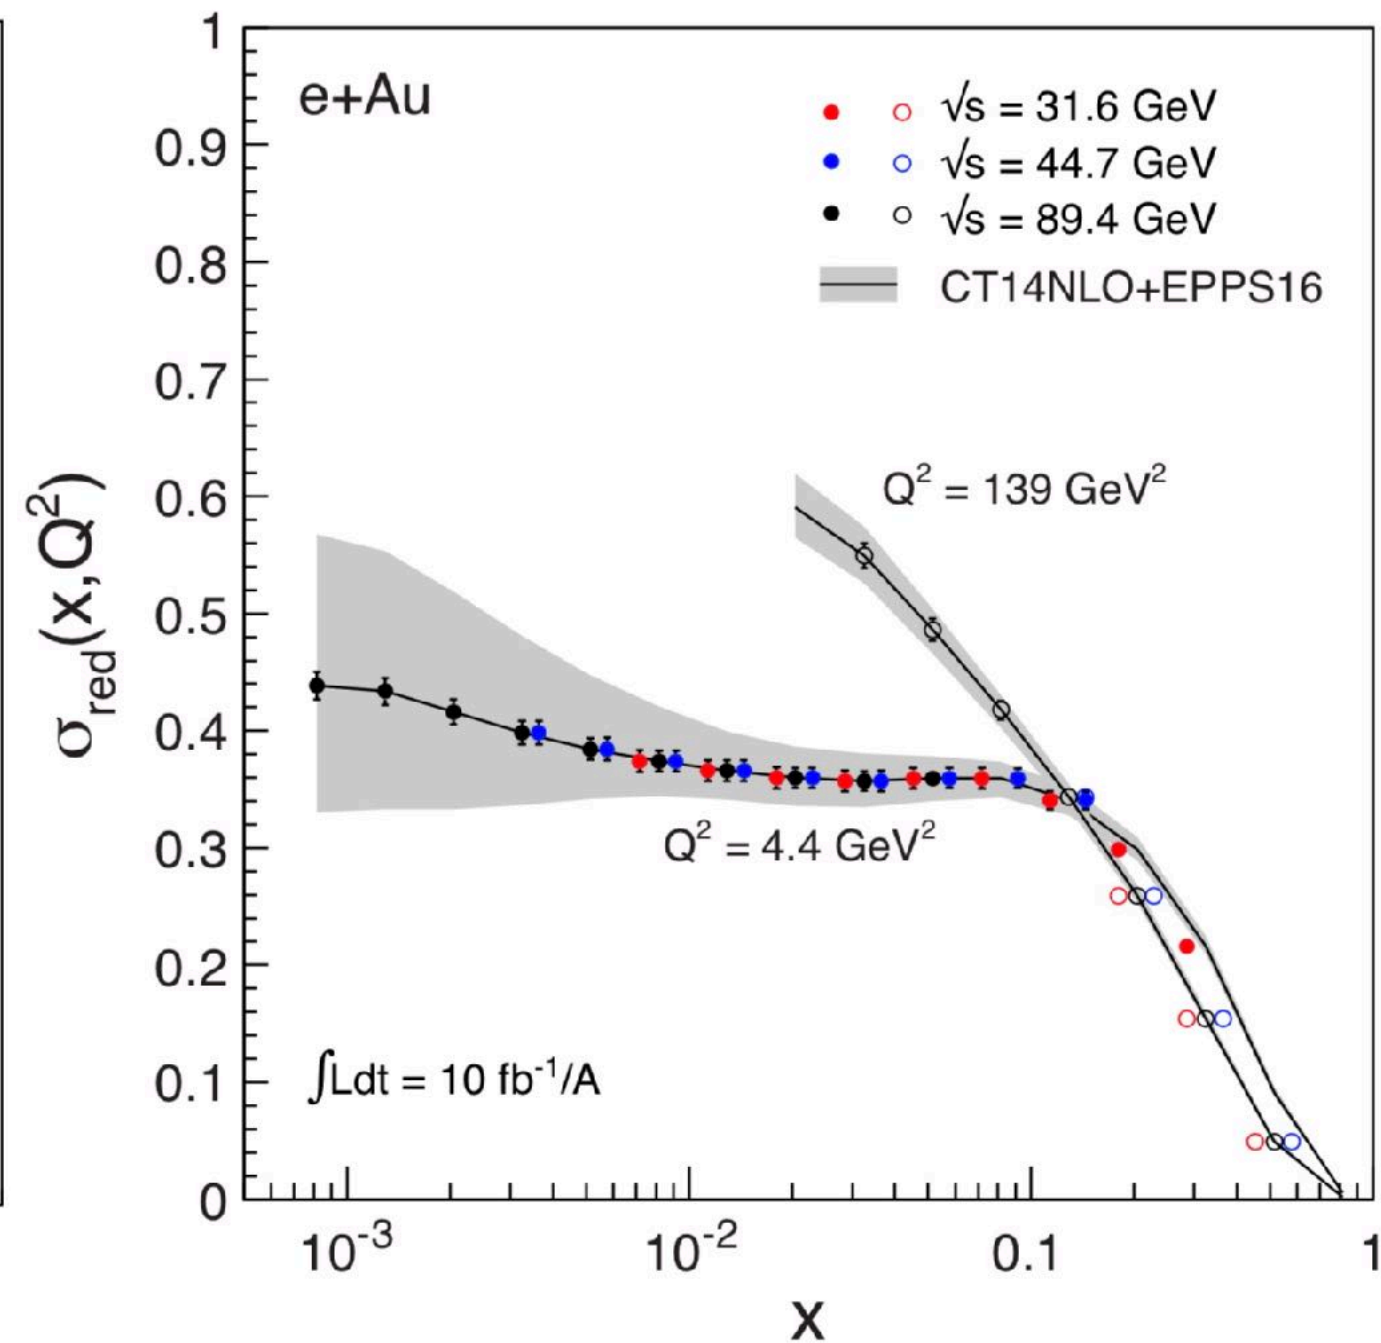 e+Au
√s = 31.6 GeV
√s = 44.7 GeV
√s = 89.4 GeV
CT14NLO+EPPS16
Q² = 139 GeV²
Q² = 4.4 GeV²
∫Ldt = 10 fb⁻¹/A
σ_red(x,Q²)
1
0.9
0.8
0.7
0.6
0.5
0.4
0.3
0.2
0.1
0
10⁻³ 10⁻² 0.1 1
x